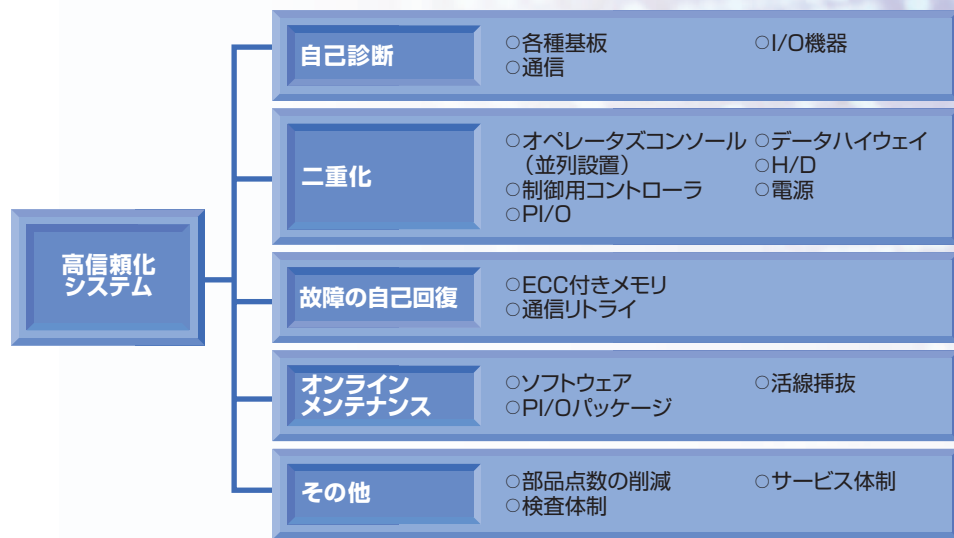 高信頼化
システム
自己診断
○各種基板
○通信
○I/O機器
二重化
○オペレータズコンソール
（並列設置）
○制御用コントローラ
○PI/O
○データハイウェイ
○H/D
○電源
故障の自己回復
○ECC付きメモリ
○通信リトライ
オンライン
メンテナンス
○ソフトウェア
○PI/Oパッケージ
○活線挿抜
その他
○部品点数の削減
○検査体制
○サービス体制